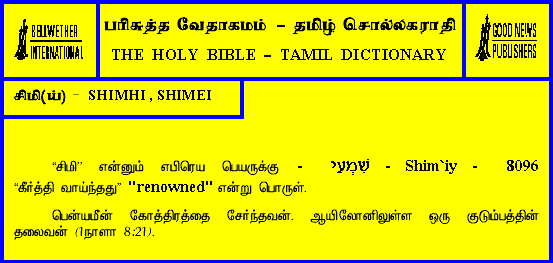 BELLWETHER
INTERNATIONAL
பரிசுத்த வேதாகமம் – தமிழ் சொல்லகராதி
THE HOLY BIBLE – TAMIL DICTIONARY
GOOD NEWS
PUBLISHERS
சிமி(ய்) - SHIMHI , SHIMEI
“சிமி” என்னும் எபிரெய பெயருக்கு - שִׁמְעִי - Shim`iy - 8096
“கீர்த்தி வாய்ந்தது” "renowned" என்று பொருள்.
பென்யமீன் கோத்திரத்தை சேர்ந்தவன். ஆயிலோனிலுள்ள ஒரு குடும்பத்தின்
தலைவன் (1நாளா 8:21).